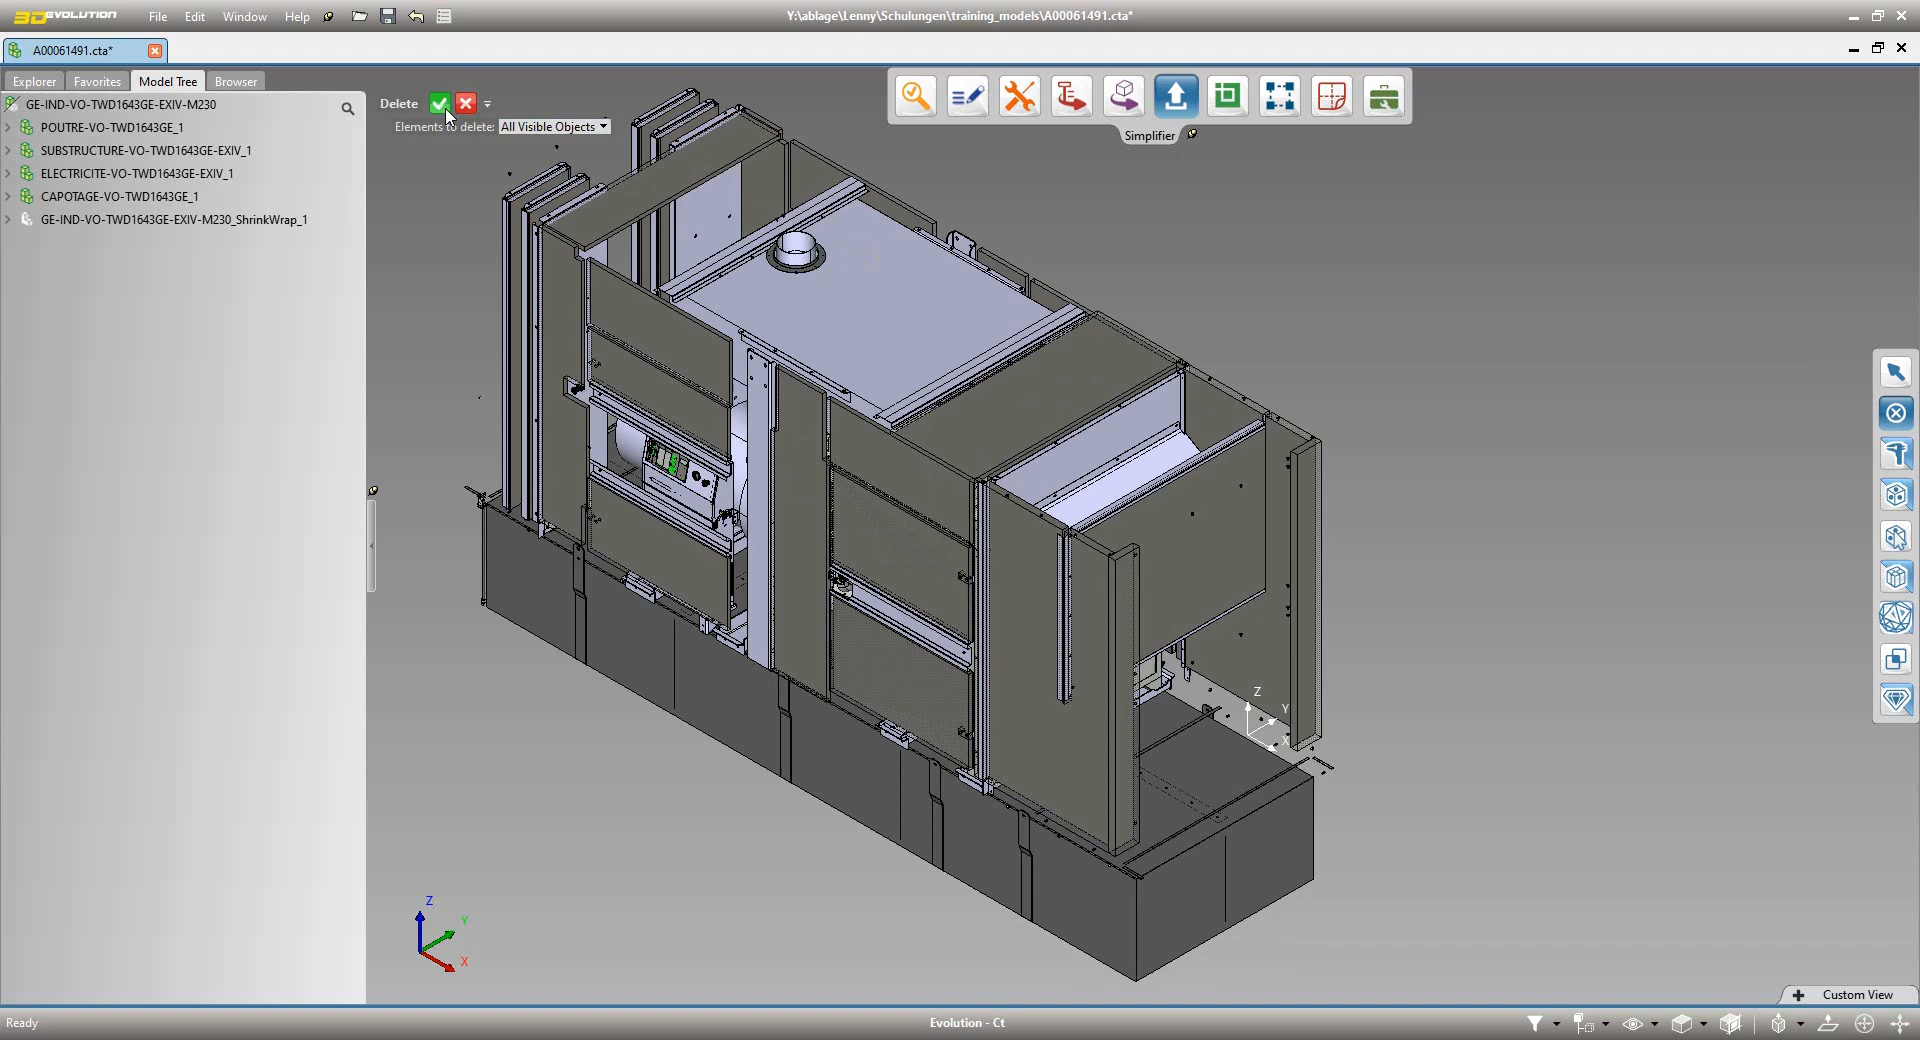 3DEVOLUTION File Edit Window Help Y:\ablage\Lenny\Schulungen\training_models\A00061491.cta*
A00061491.cta*
Explorer Favorites Model Tree Browser
GE-IND-VO-TWD1643GE-EXIV-M230
POUTRE-VO-TWD1643GE_1
SUBSTRUCTURE-VO-TWD1643GE-EXIV_1
ELECTRICITE-VO-TWD1643GE-EXIV_1
CAPOTAGE-VO-TWD1643GE_1
GE-IND-VO-TWD1643GE-EXIV-M230_ShrinkWrap_1
Delete
Elements to delete: All Visible Objects
Simplifier
Z
Y
X
Z
Y
X
Custom View
Ready Evolution - Ct